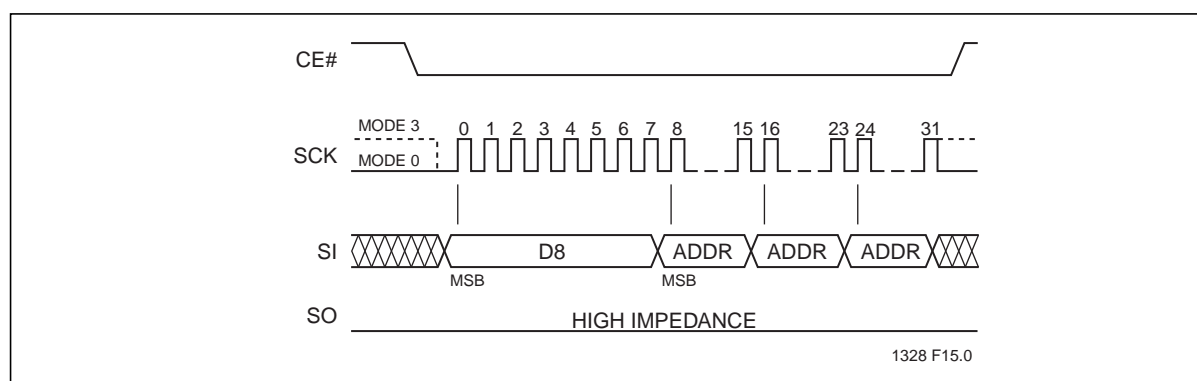 CE#
MODE 3
0 1 2 3 4 5 6 7 8 15 16 23 24 31
SCK
MODE 0
SI
D8 ADDR ADDR ADDR
MSB MSB
SO
HIGH IMPEDANCE
1328 F15.0